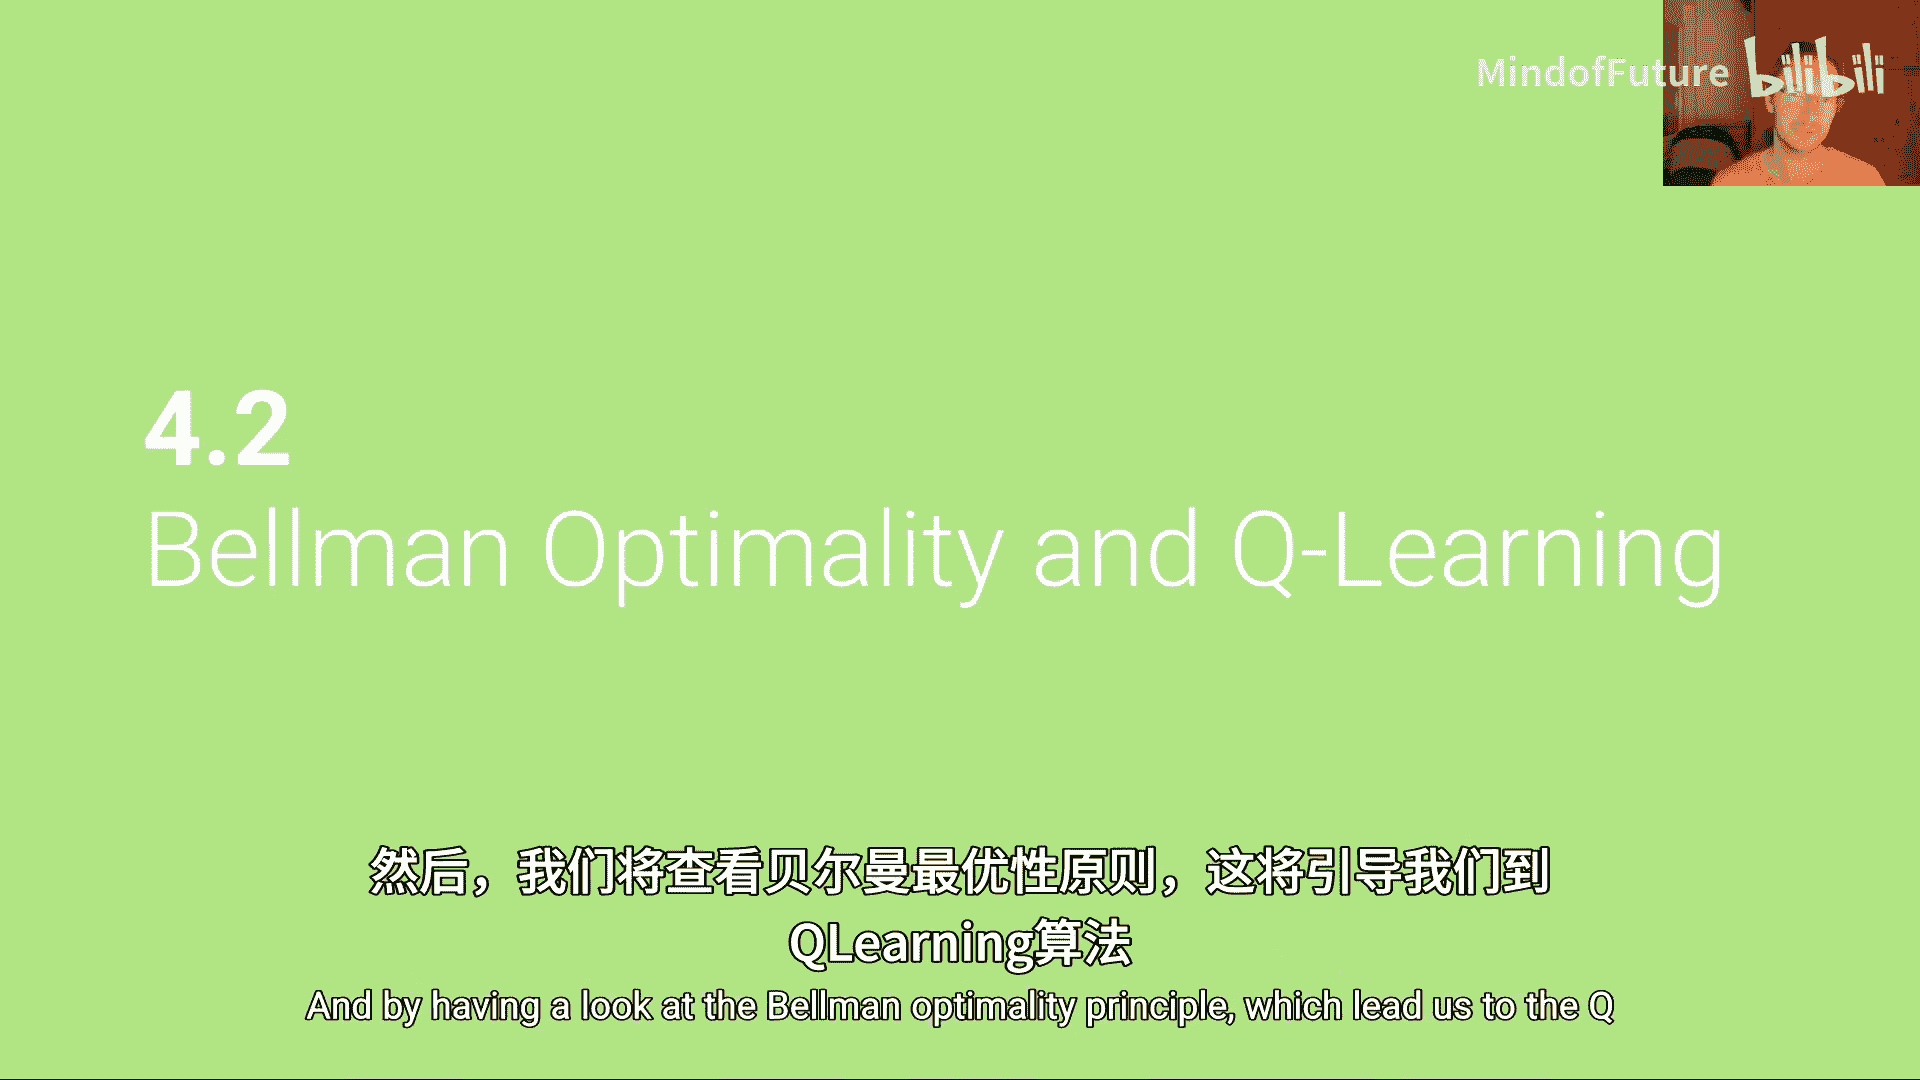 MindofFuture bilibili
4.2
Bellman Optimality and Q-Learning
然后，我们将查看贝尔曼最优性原则，这将引导我们到
QLearning算法
And by having a look at the Bellman optimality principle, which lead us to the Q